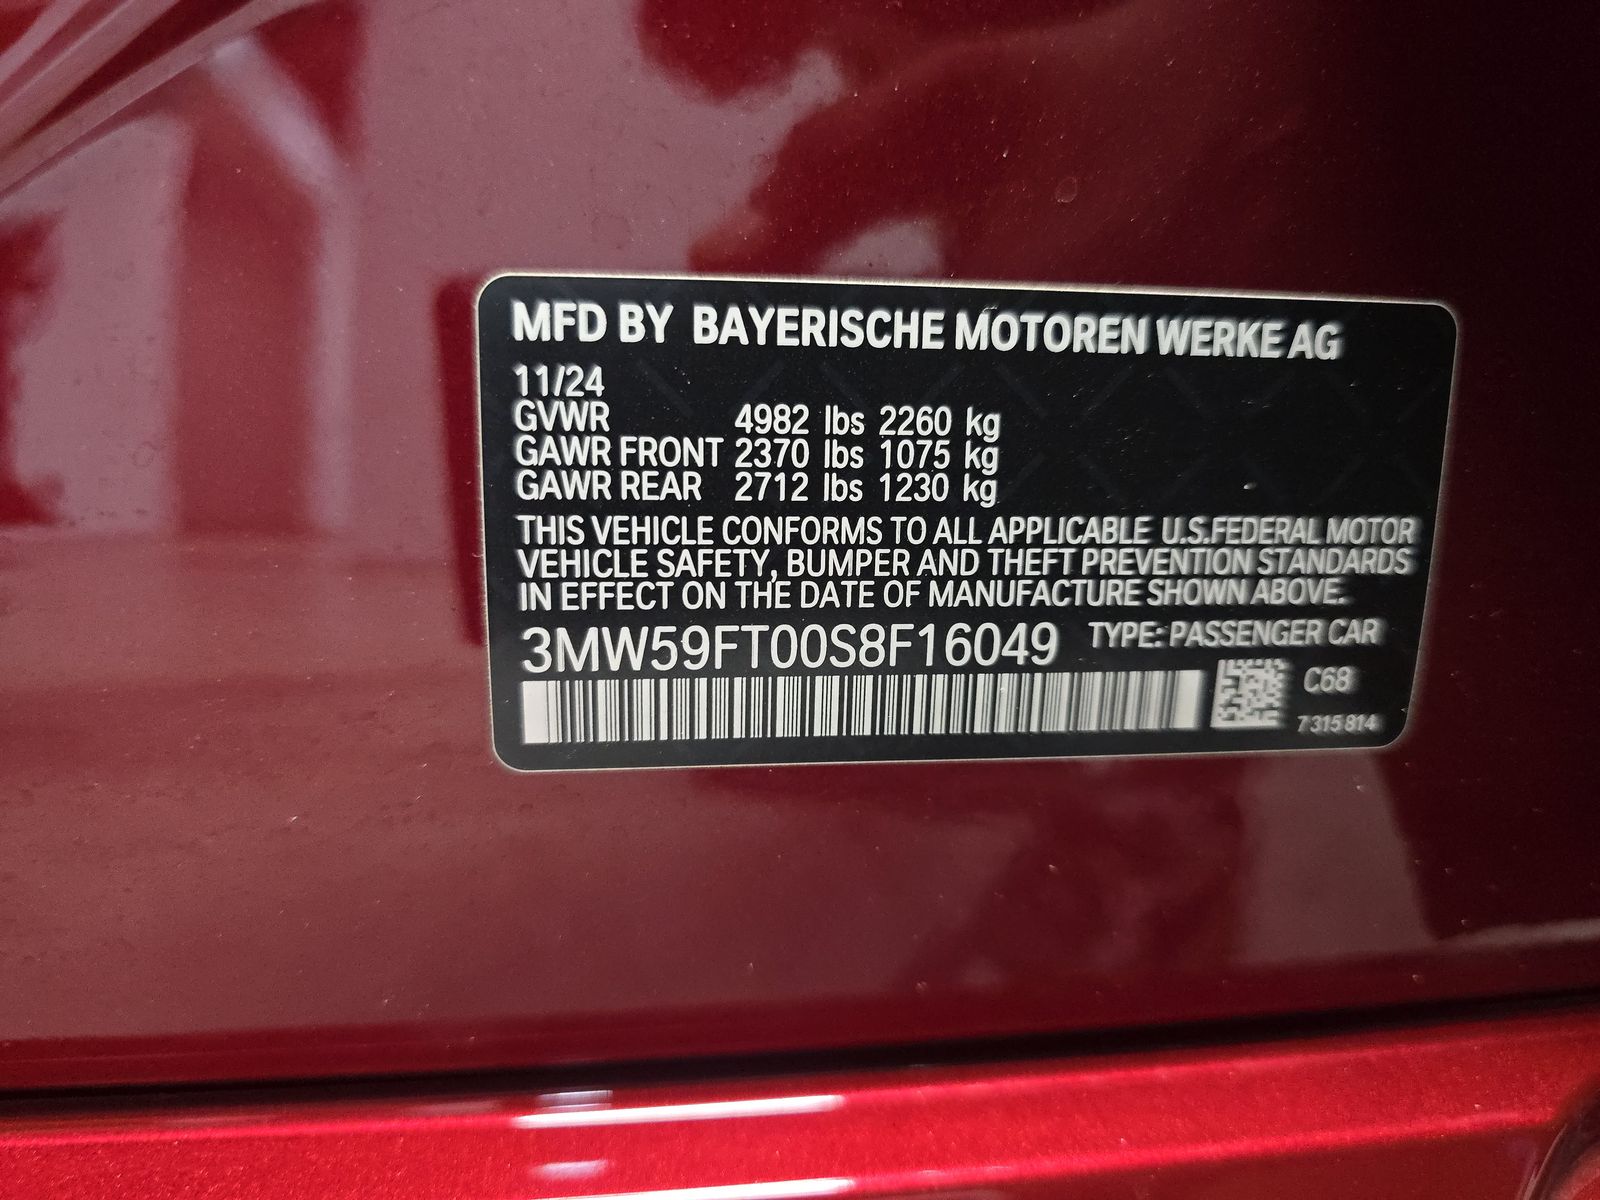 MFD BY BAYERISCHE MOTOREN WERKE AG
11/24
GVWR 4982 lbs 2260 kg
GAWR FRONT 2370 lbs 1075 kg
GAWR REAR 2712 lbs 1230 kg
THIS VEHICLE CONFORMS TO ALL APPLICABLE U.S.FEDERAL MOTOR
VEHICLE SAFETY, BUMPER AND THEFT PREVENTION STANDARDS
IN EFFECT ON THE DATE OF MANUFACTURE SHOWN ABOVE.
3MW59FT00S8F16049 TYPE: PASSENGER CAR
C68
7 315 814